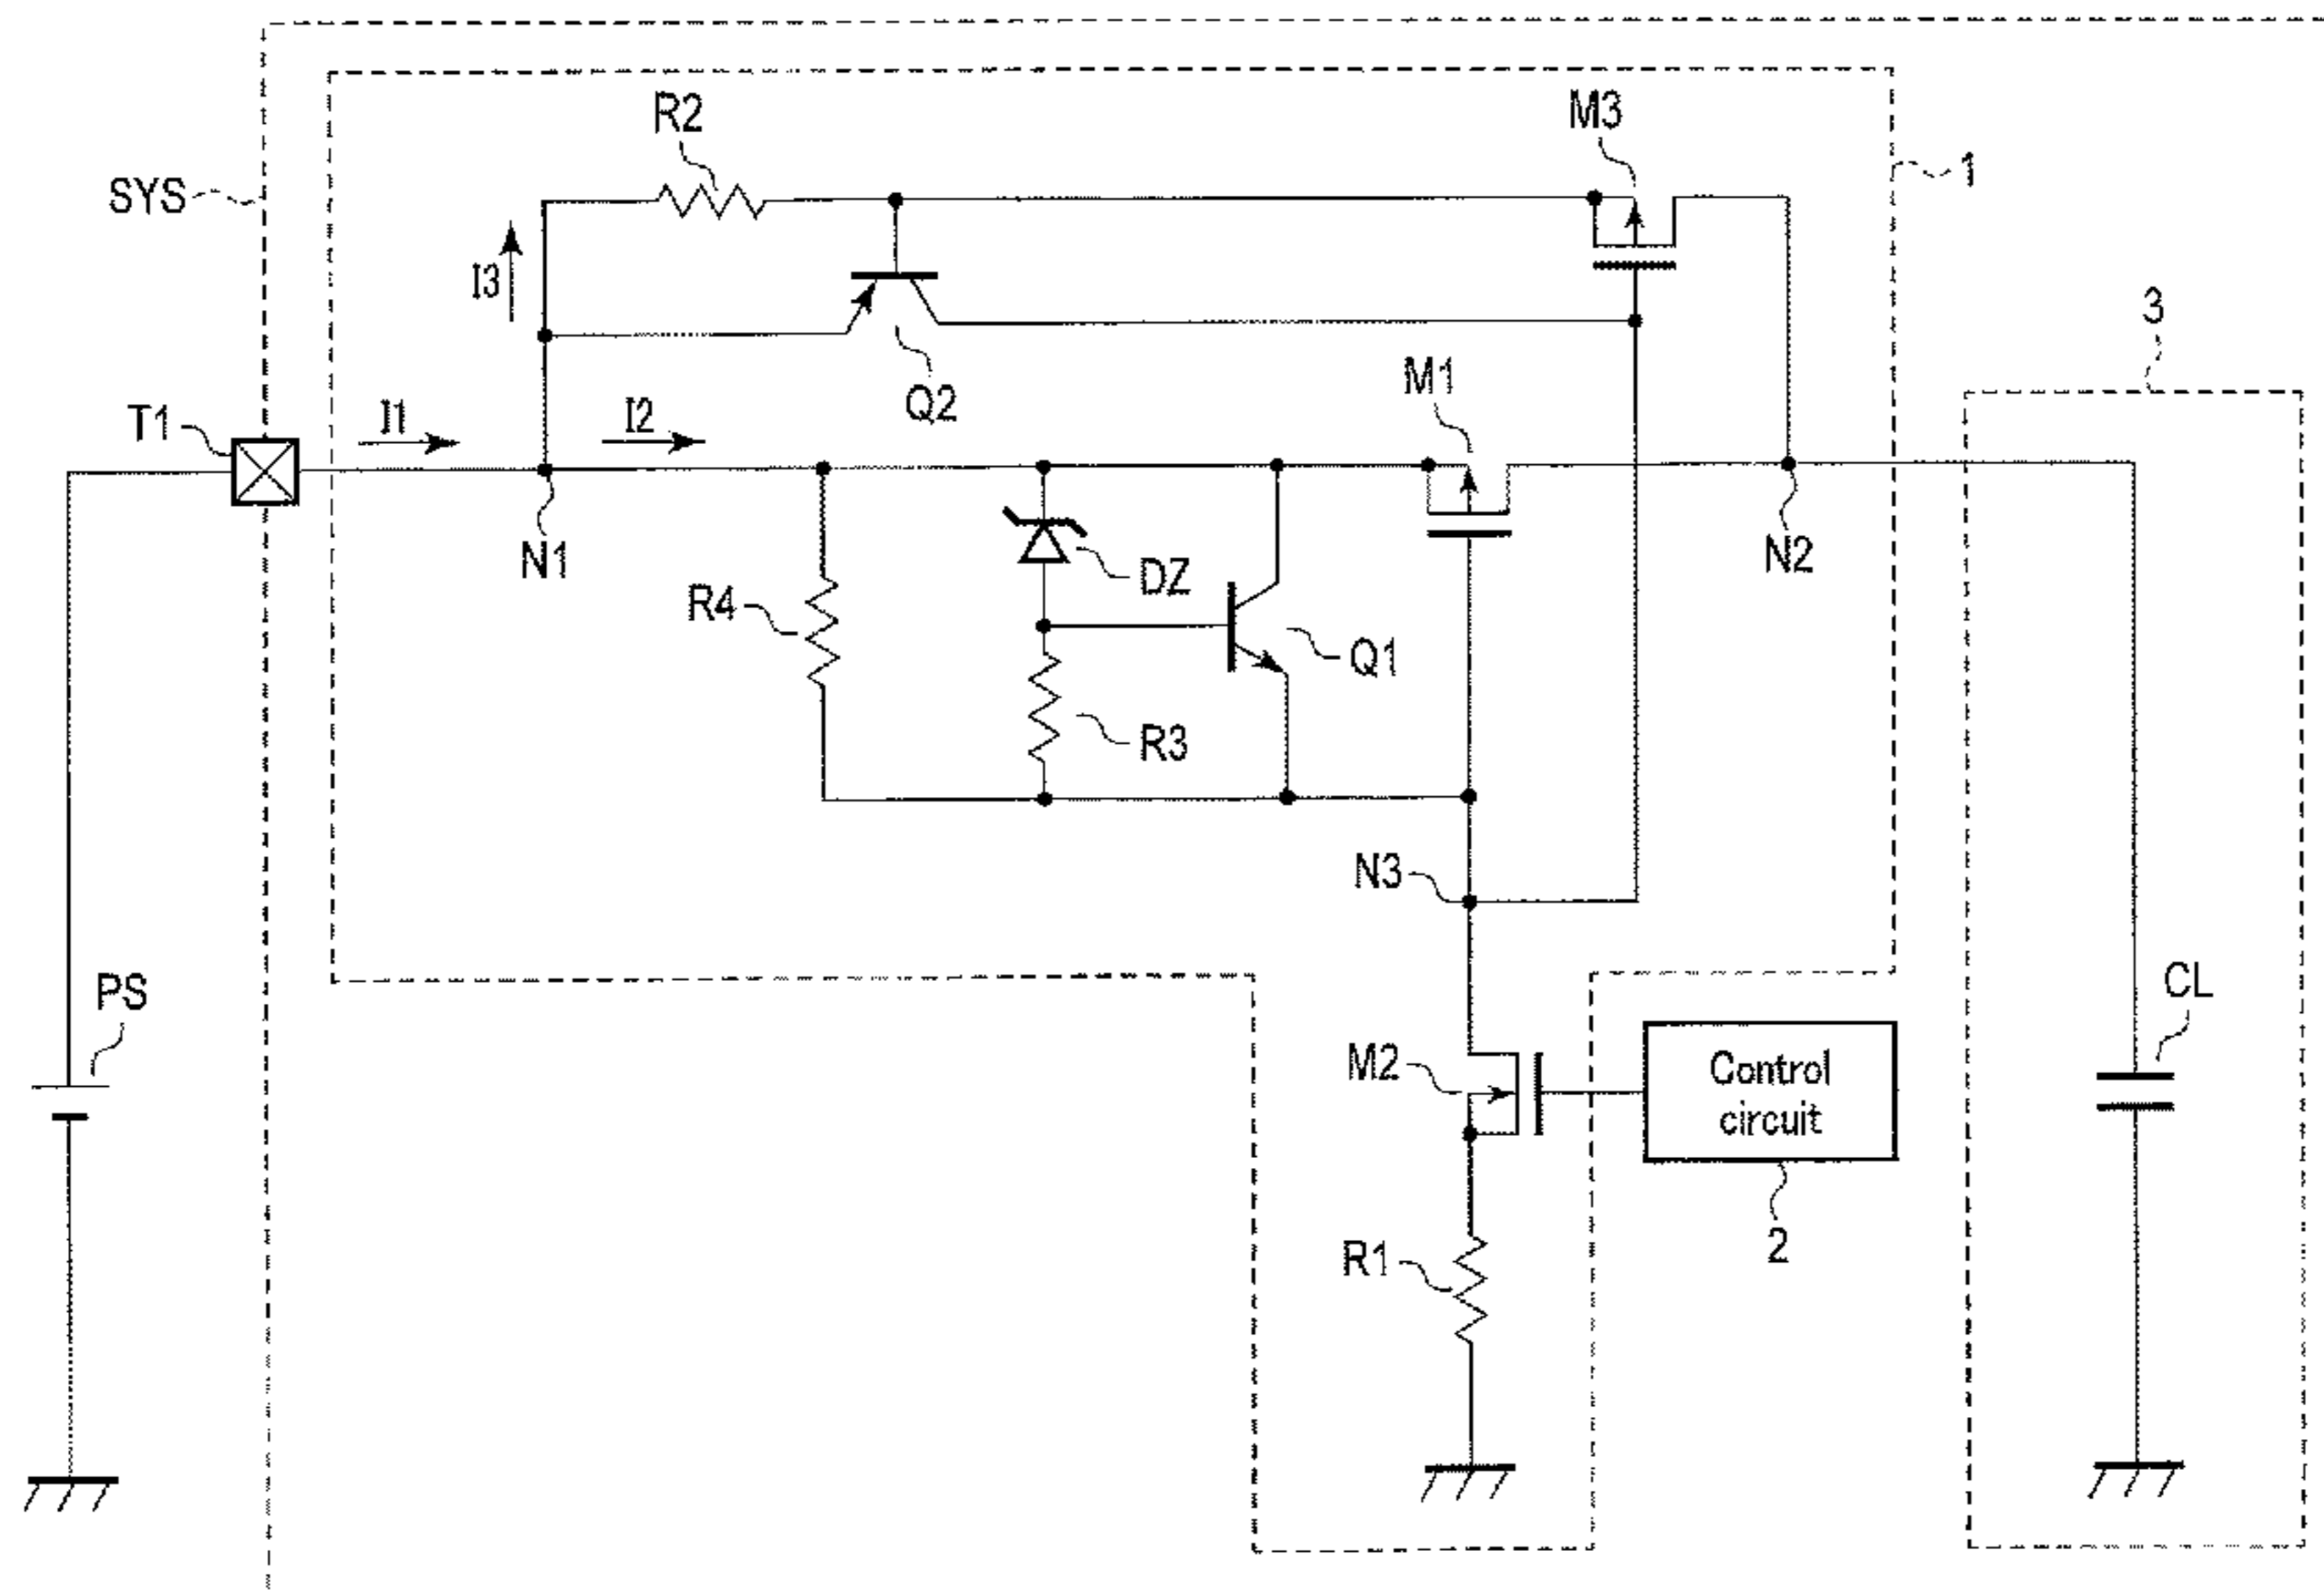 R2
M3
SYS
1
I3
3
M1
Q2
T1
I1
I2
N1
N2
DZ
R4
Q1
R3
N3
PS
CL
M2
Control
circuit
R1
2